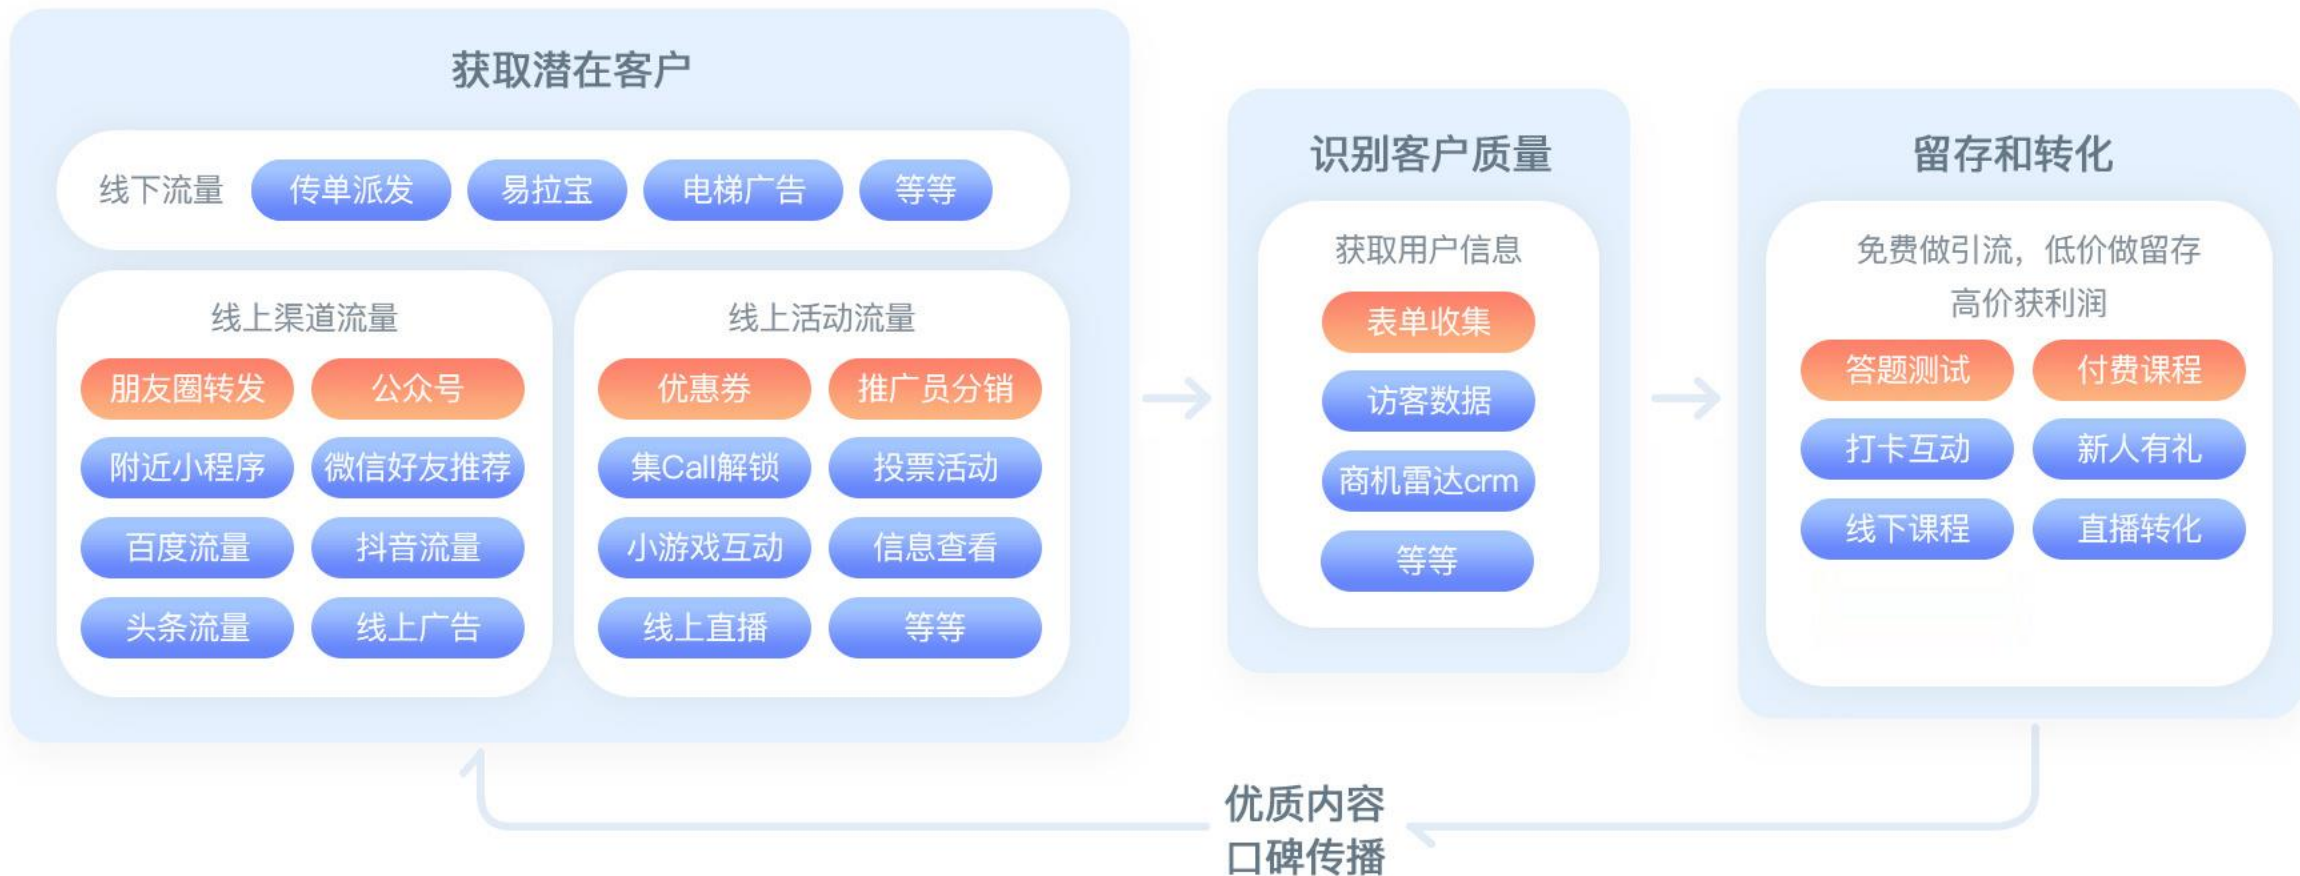 获取潜在客户
线下流量 传单派发 易拉宝 电梯广告 等等
线上渠道流量
朋友圈转发 公众号
附近小程序 微信好友推荐
百度流量 抖音流量
头条流量 线上广告
线上活动流量
优惠券 推广员分销
集Call解锁 投票活动
小游戏互动 信息查看
线上直播 等等
识别客户质量
获取用户信息
表单收集
访客数据
商机雷达crm
等等
留存和转化
免费做引流，低价做留存
高价获利润
答题测试 付费课程
打卡互动 新人有礼
线下课程 直播转化
优质内容
口碑传播